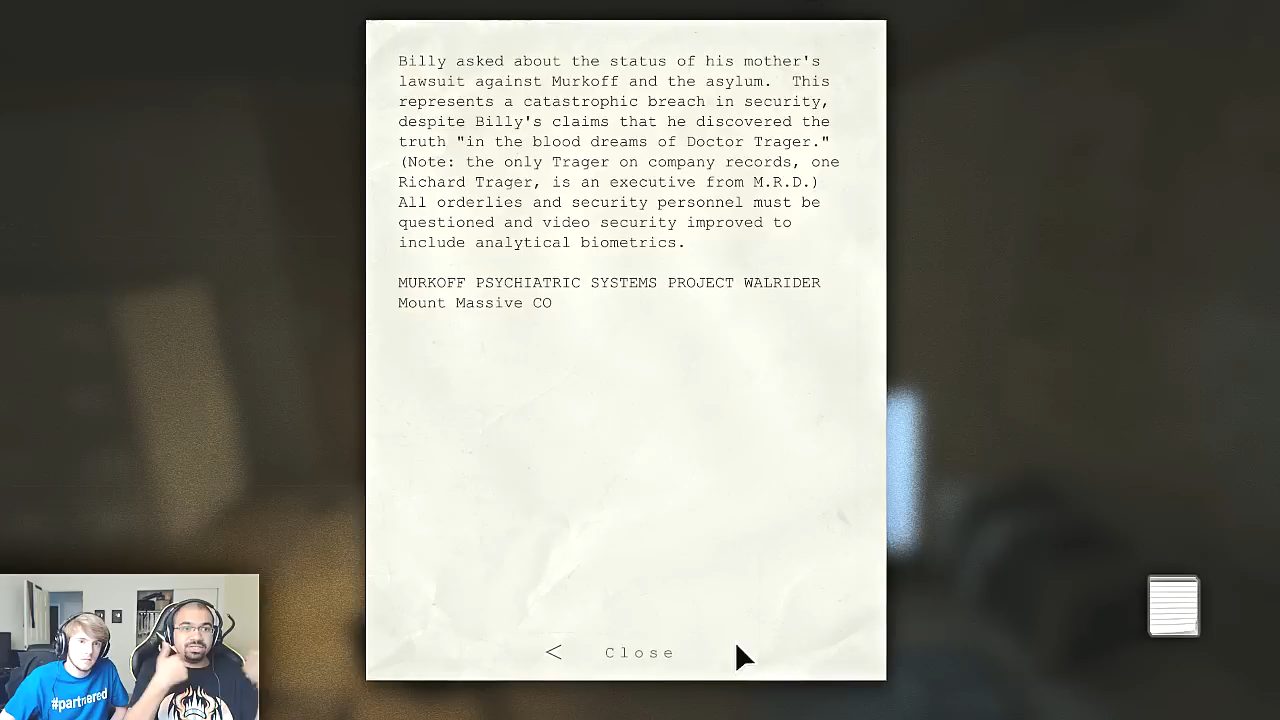 Billy asked about the status of his mother's
lawsuit against Murkoff and the asylum.  This
represents a catastrophic breach in security,
despite Billy's claims that he discovered the
truth "in the blood dreams of Doctor Trager."
(Note: the only Trager on company records, one
Richard Trager, is an executive from M.R.D.)
All orderlies and security personnel must be
questioned and video security improved to
include analytical biometrics.
MURKOFF PSYCHIATRIC SYSTEMS PROJECT WALRIDER
Mount Massive CO
< Close
#partnered